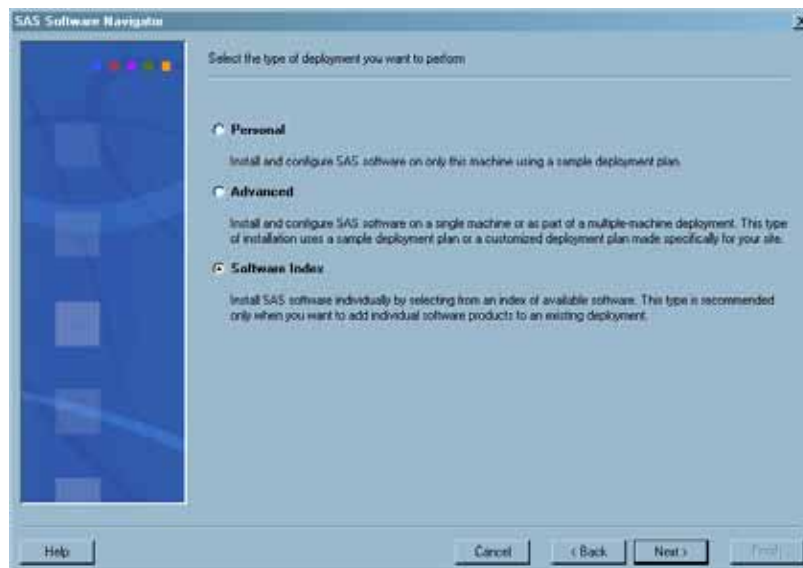 SAS Software Navigator
Select the type of deployment you want to perform
Personal
Install and configure SAS software on only this machine using a sample deployment plan.
Advanced
Install and configure SAS software on a single machine or as part of a multiple-machine deployment. This type
of installation uses a sample deployment plan or a customized deployment plan made specifically for your site.
Software Index
Install SAS software individually by selecting from an index of available software. This type is recommended
only when you want to add individual software products to an existing deployment.
Help
Cancel
< Back
Next >